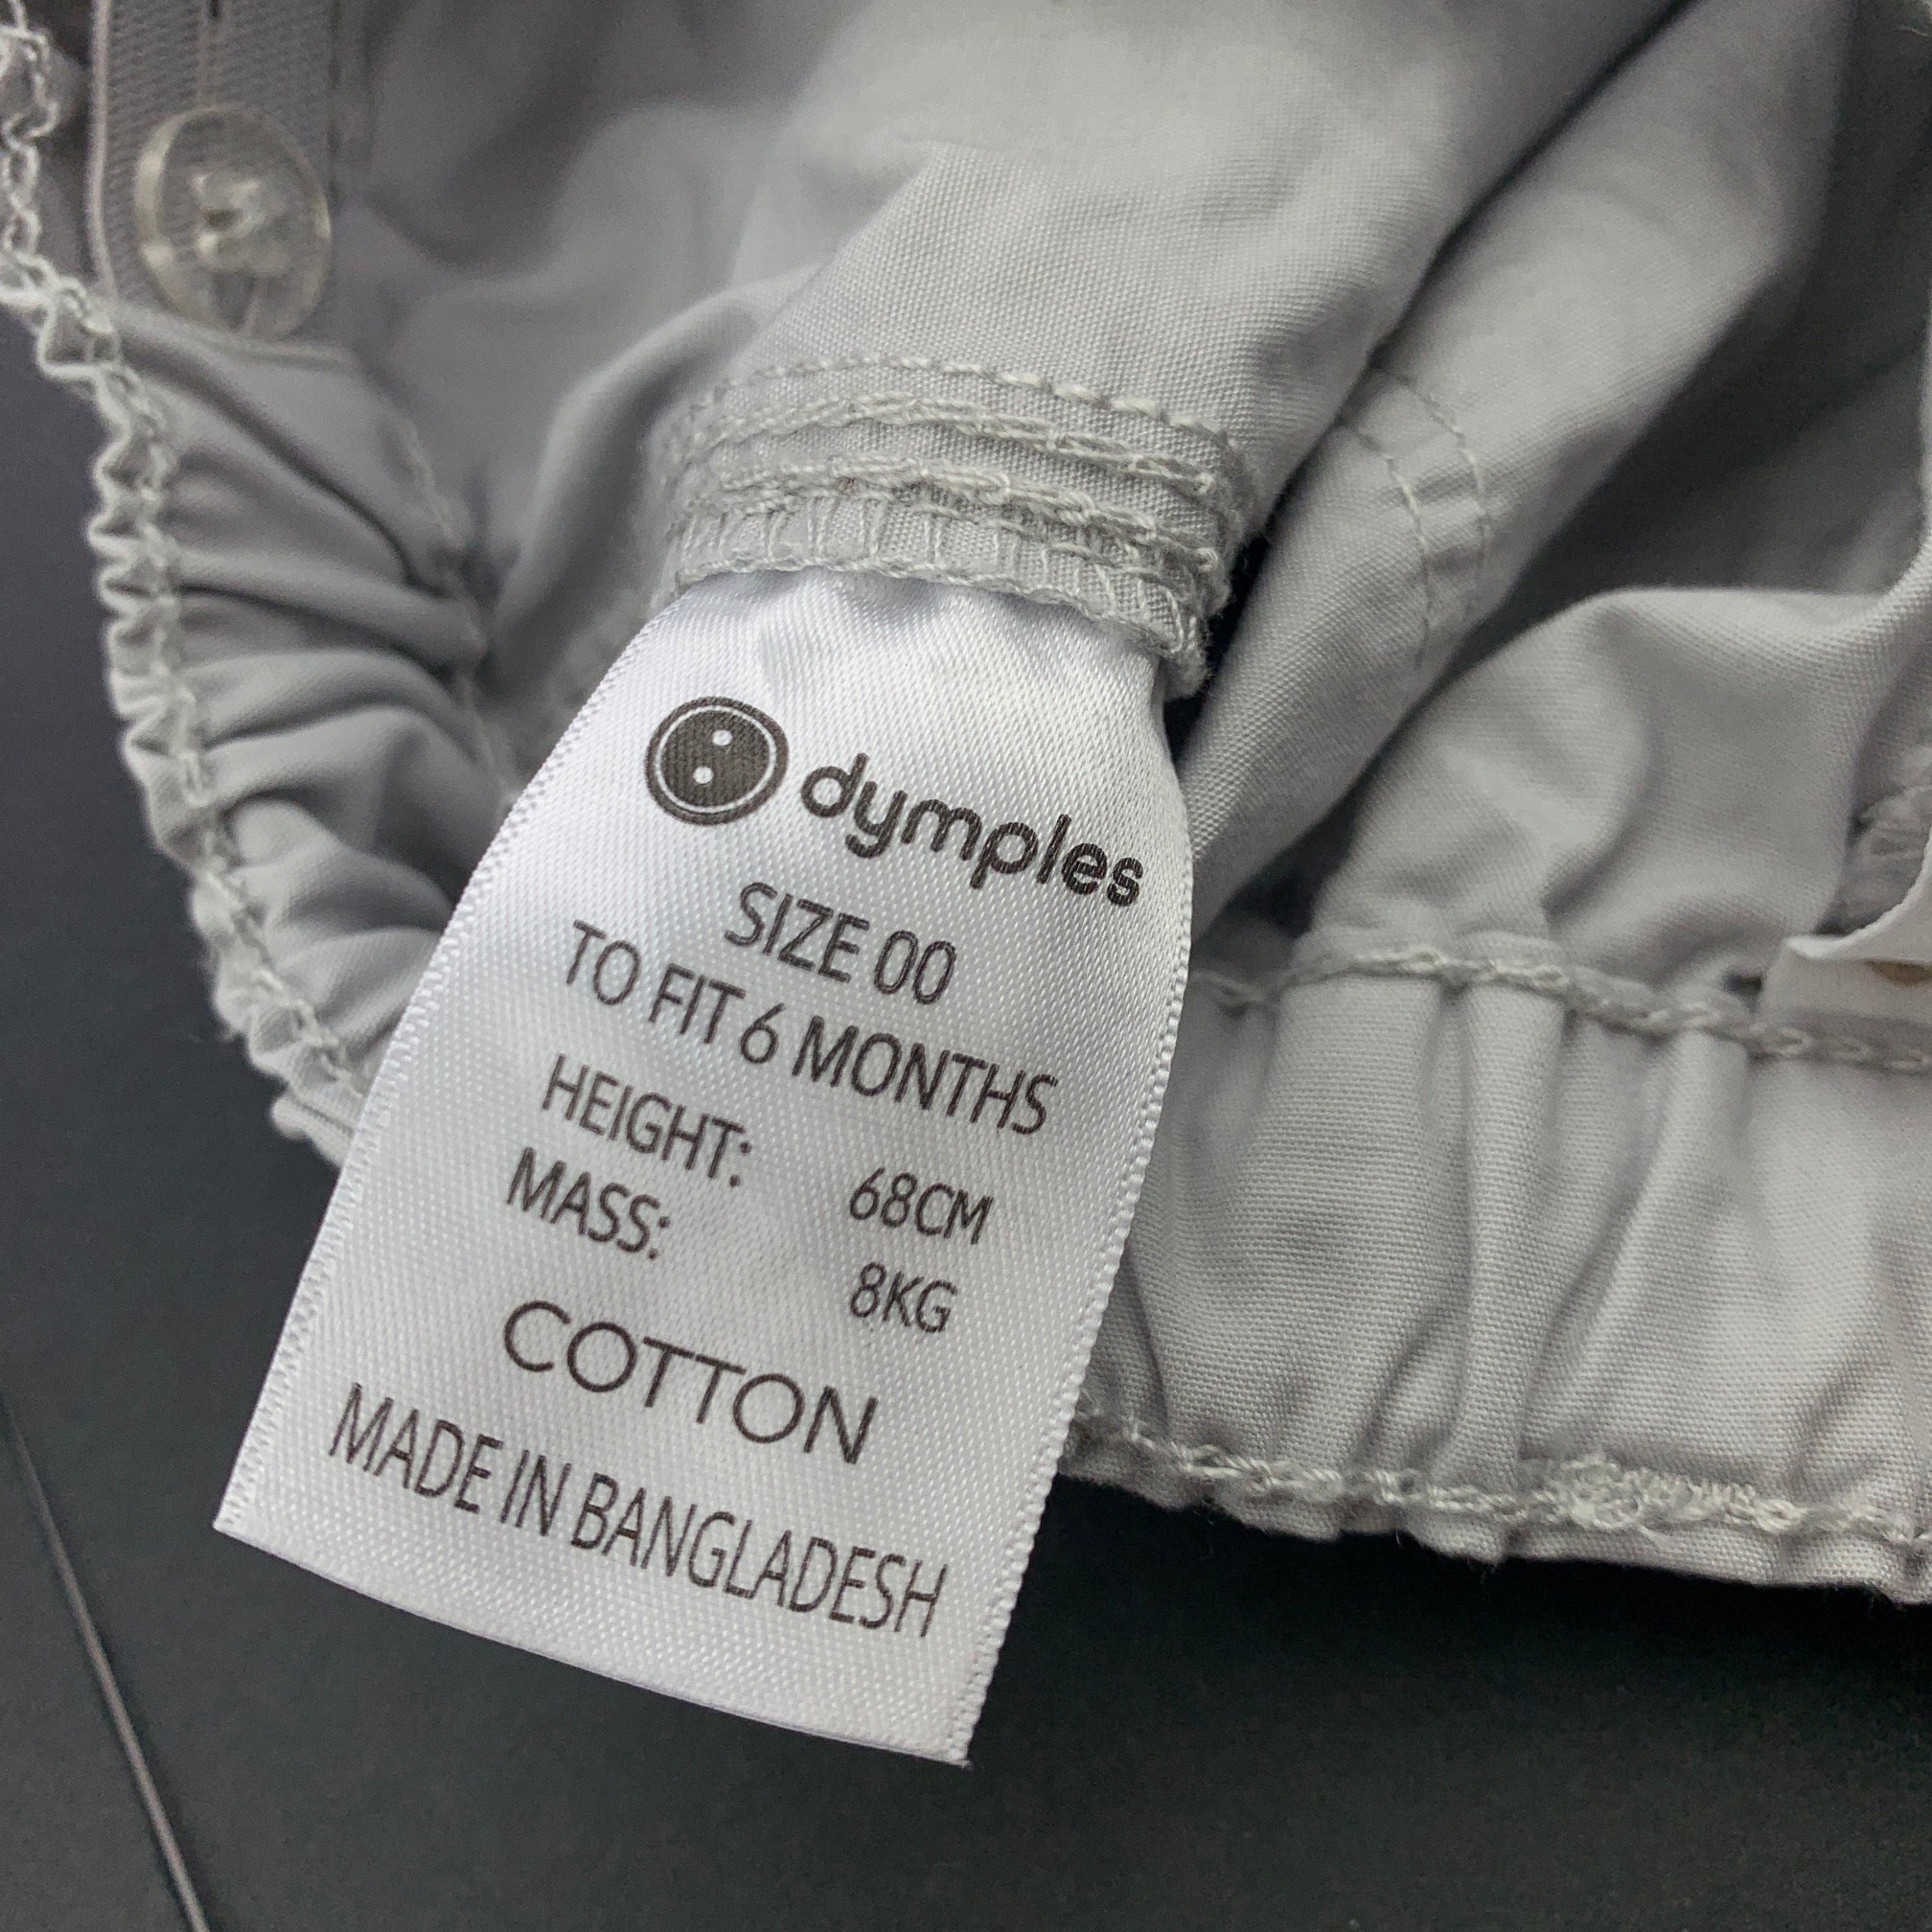 dymples
SIZE 00
TO FIT 6 MONTHS
HEIGHT: 68CM
MASS: 8KG
COTTON
MADE IN BANGLADESH